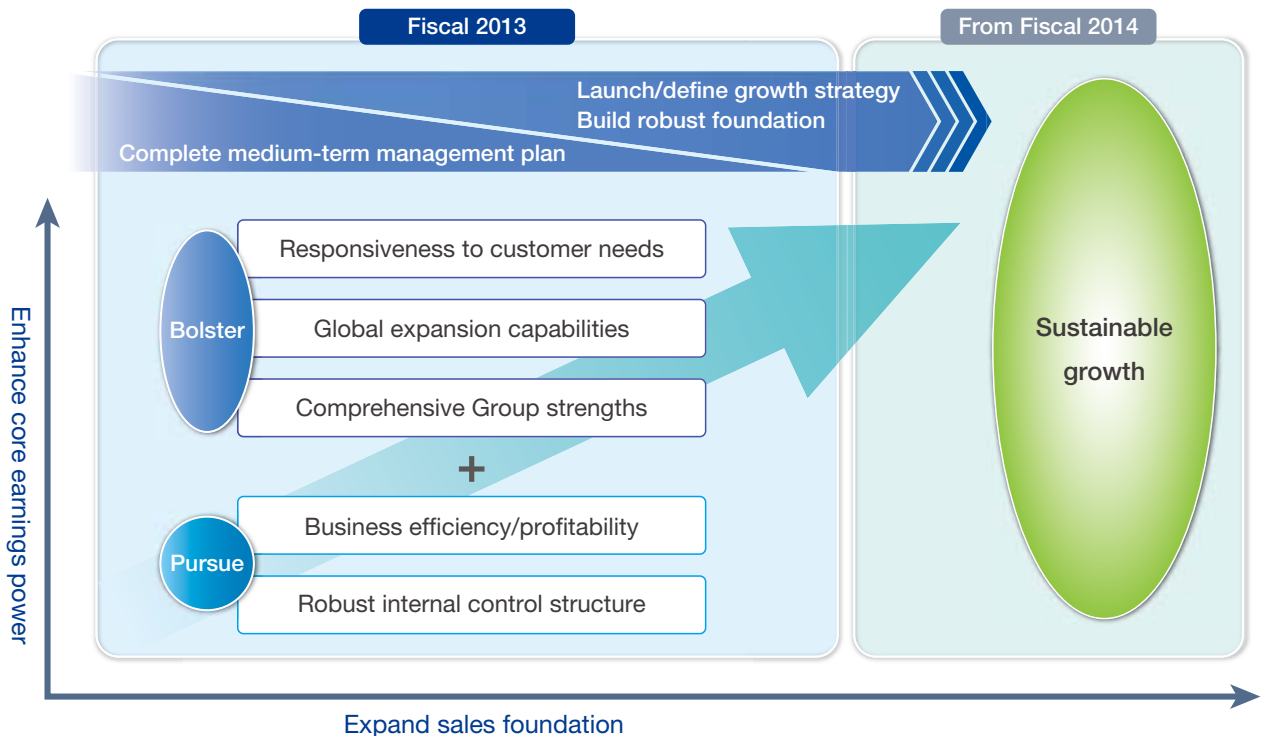 Fiscal 2013
From Fiscal 2014
Launch/define growth strategy
Build robust foundation
Complete medium-term management plan
Bolster
Responsiveness to customer needs
Global expansion capabilities
Comprehensive Group strengths
+
Pursue
Business efficiency/profitability
Robust internal control structure
Sustainable
growth
Enhance core earnings power
Expand sales foundation